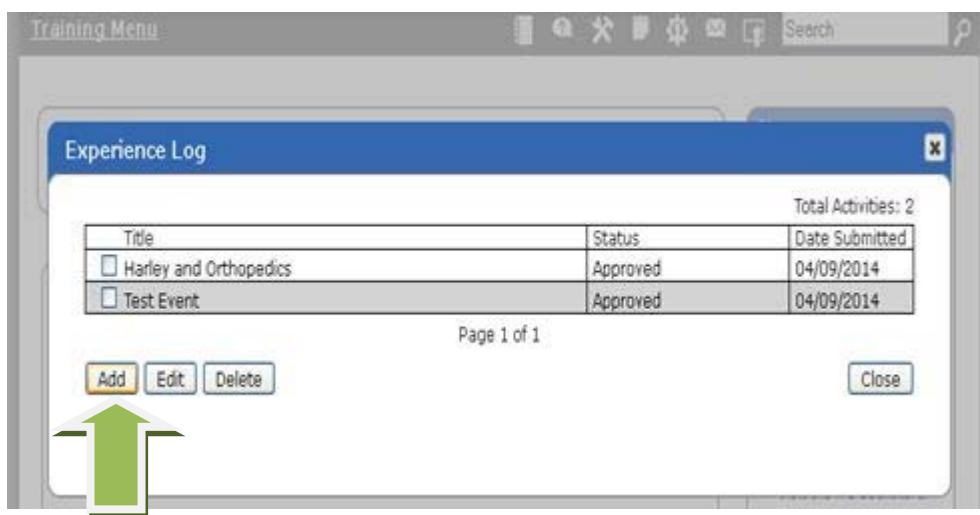 Training Menu Search
Experience Log
Total Activities: 2
Title Status Date Submitted
Harley and Orthopedics Approved 04/09/2014
Test Event Approved 04/09/2014
Page 1 of 1
Add Edit Delete Close